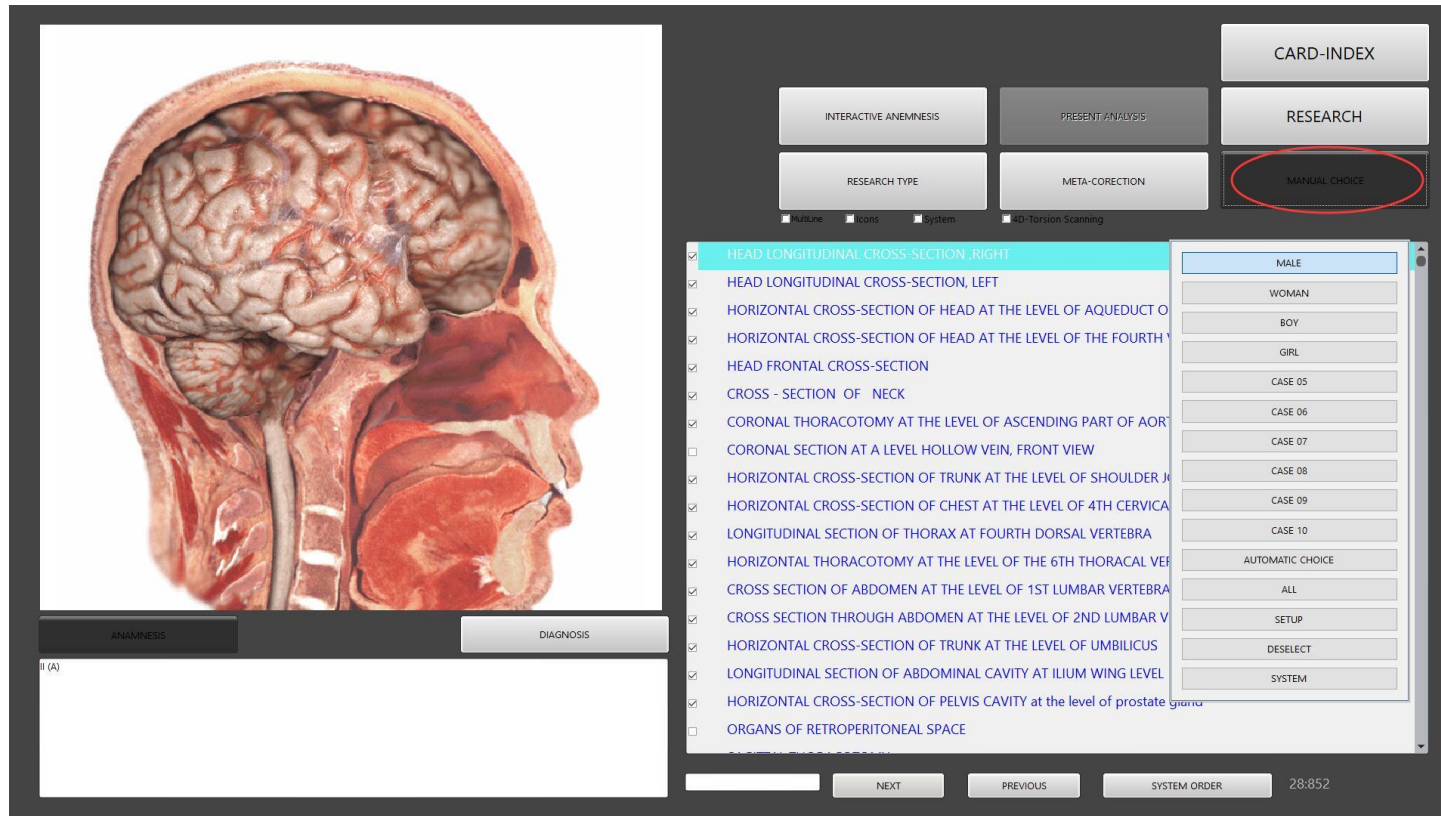 CARD-INDEX
INTERACTIVE ANEMNESIS
PRESENT ANALYSIS
RESEARCH
RESEARCH TYPE
META-CORECTION
MANUAL CHOICE
MultiLine
Icons
System
4D-Torsion Scanning
HEAD LONGITUDINAL CROSS-SECTION ,RIGHT
HEAD LONGITUDINAL CROSS-SECTION, LEFT
HORIZONTAL CROSS-SECTION OF HEAD AT THE LEVEL OF AQUEDUCT O
HORIZONTAL CROSS-SECTION OF HEAD AT THE LEVEL OF THE FOURTH
HEAD FRONTAL CROSS-SECTION
CROSS - SECTION OF NECK
CORONAL THORACOTOMY AT THE LEVEL OF ASCENDING PART OF AOR
CORONAL SECTION AT A LEVEL HOLLOW VEIN, FRONT VIEW
HORIZONTAL CROSS-SECTION OF TRUNK AT THE LEVEL OF SHOULDER
HORIZONTAL CROSS-SECTION OF CHEST AT THE LEVEL OF 4TH CERVICA
LONGITUDINAL SECTION OF THORAX AT FOURTH DORSAL VERTEBRA
HORIZONTAL THORACOTOMY AT THE LEVEL OF THE 6TH THORACAL VER
CROSS SECTION OF ABDOMEN AT THE LEVEL OF 1ST LUMBAR VERTEBRA
CROSS SECTION THROUGH ABDOMEN AT THE LEVEL OF 2ND LUMBAR V
HORIZONTAL CROSS-SECTION OF TRUNK AT THE LEVEL OF UMBILICUS
LONGITUDINAL SECTION OF ABDOMINAL CAVITY AT ILIUM WING LEVEL
HORIZONTAL CROSS-SECTION OF PELVIS CAVITY at the level of prostate gland
ORGANS OF RETROPERITONEAL SPACE
MALE
WOMAN
BOY
GIRL
CASE 05
CASE 06
CASE 07
CASE 08
CASE 09
CASE 10
AUTOMATIC CHOICE
ALL
SETUP
DESELECT
SYSTEM
ANAMNESIS
DIAGNOSIS
II (A)
NEXT
PREVIOUS
SYSTEM ORDER
28:852